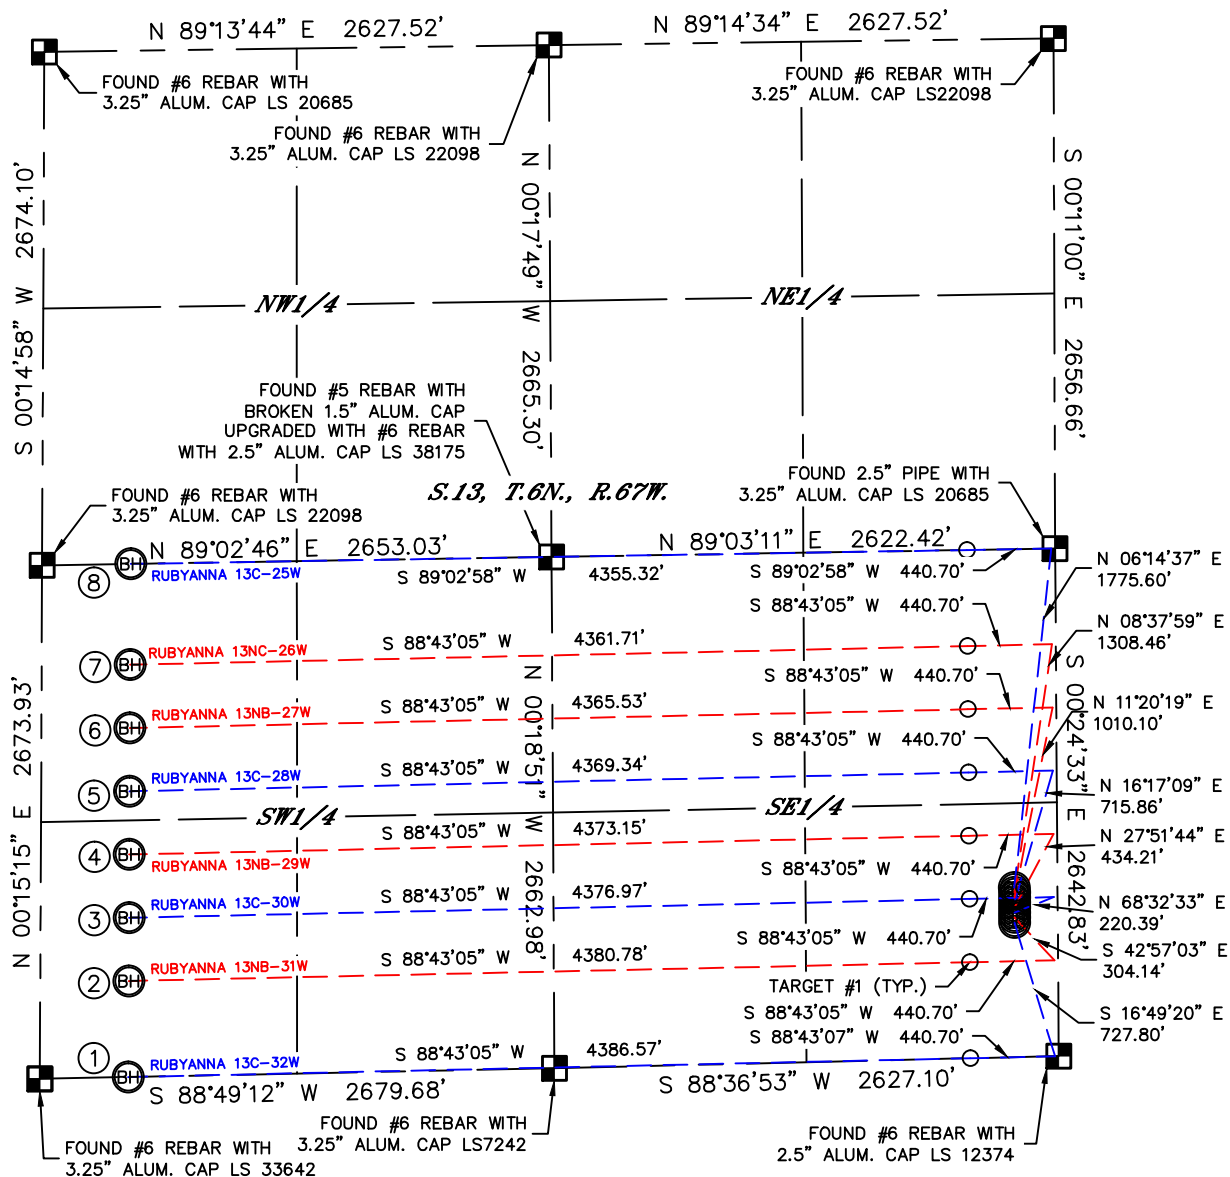 N 89°13'44" E 2627.52'
N 89°14'34" E 2627.52'
FOUND #6 REBAR WITH
3.25" ALUM. CAP LS 20685
FOUND #6 REBAR WITH
3.25" ALUM. CAP LS 22098
FOUND #6 REBAR WITH
3.25" ALUM. CAP LS22098
S 00°14'58" W 2674.10'
N 00°17'49" W 2665.30'
S 00°11'00" E 2656.66'
NW1/4
NE1/4
FOUND #5 REBAR WITH
BROKEN 1.5" ALUM. CAP
UPGRADED WITH #6 REBAR
WITH 2.5" ALUM. CAP LS 38175
S.13, T.6N., R.67W.
FOUND 2.5" PIPE WITH
3.25" ALUM. CAP LS 20685
FOUND #6 REBAR WITH
3.25" ALUM. CAP LS 22098
N 89°02'46" E 2653.03'
N 89°03'11" E 2622.42'
8
BH
RUBYANNA 13C-25W
S 89°02'58" W 4355.32'
S 89°02'58" W 440.70'
N 06°14'37" E
1775.60'
S 88°43'05" W 440.70'
N 08°37'59" E
1308.46'
7
BH
RUBYANNA 13NC-26W
S 88°43'05" W 4361.71'
S 88°43'05" W 440.70'
N 11°20'19" E
1010.10'
6
BH
RUBYANNA 13NB-27W
S 88°43'05" W 4365.53'
S 88°43'05" W 440.70'
5
BH
RUBYANNA 13C-28W
S 88°43'05" W 4369.34'
N 16°17'09" E
715.86'
N 00°15'15" E 2673.93'
N 00°18'51" W 2662.98'
S 00°24'33" E 2642.83'
SW1/4
SE1/4
4
BH
RUBYANNA 13NB-29W
S 88°43'05" W 4373.15'
S 88°43'05" W 440.70'
N 27°51'44" E
434.21'
3
BH
RUBYANNA 13C-30W
S 88°43'05" W 4376.97'
S 88°43'05" W 440.70'
N 68°32'33" E
220.39'
2
BH
RUBYANNA 13NB-31W
S 88°43'05" W 4380.78'
TARGET #1 (TYP.)
S 88°43'05" W 440.70'
S 42°57'03" E
304.14'
1
BH
RUBYANNA 13C-32W
S 88°43'05" W 4386.57'
S 88°43'07" W 440.70'
S 16°49'20" E
727.80'
S 88°49'12" W 2679.68'
S 88°36'53" W 2627.10'
FOUND #6 REBAR WITH
3.25" ALUM. CAP LS 33642
FOUND #6 REBAR WITH
3.25" ALUM. CAP LS7242
FOUND #6 REBAR WITH
2.5" ALUM. CAP LS 12374